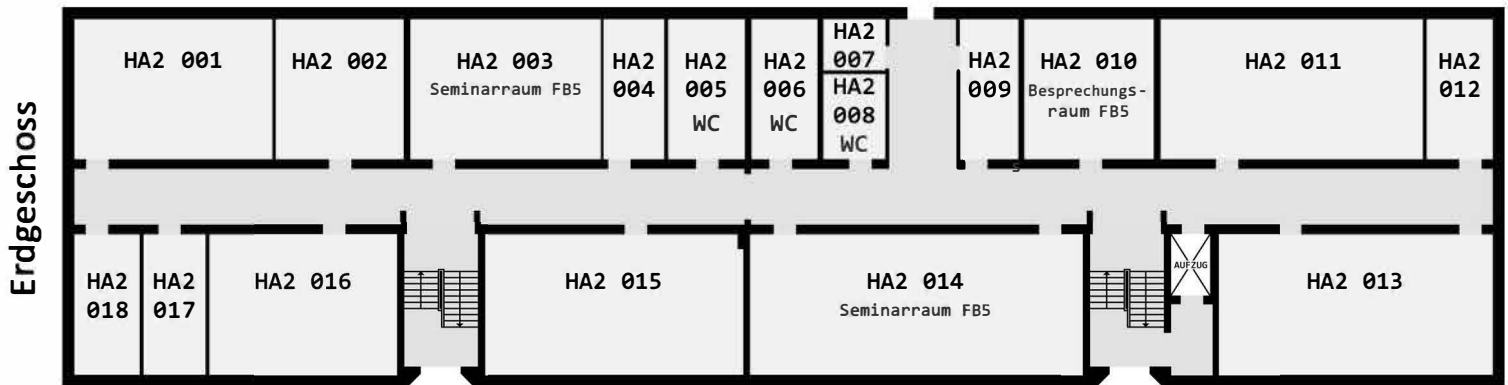 Erdgeschoss
HA2 001
HA2 002
HA2 003
Seminarraum FB5
HA2
004
HA2
005
WC
HA2
006
WC
HA2
007
HA2
008
WC
HA2
009
HA2 010
Besprechungs-
raum FB5
HA2 011
HA2
012
S
HA2
018
HA2
017
HA2 016
HA2 015
HA2 014
Seminarraum FB5
AUFZUG
HA2 013